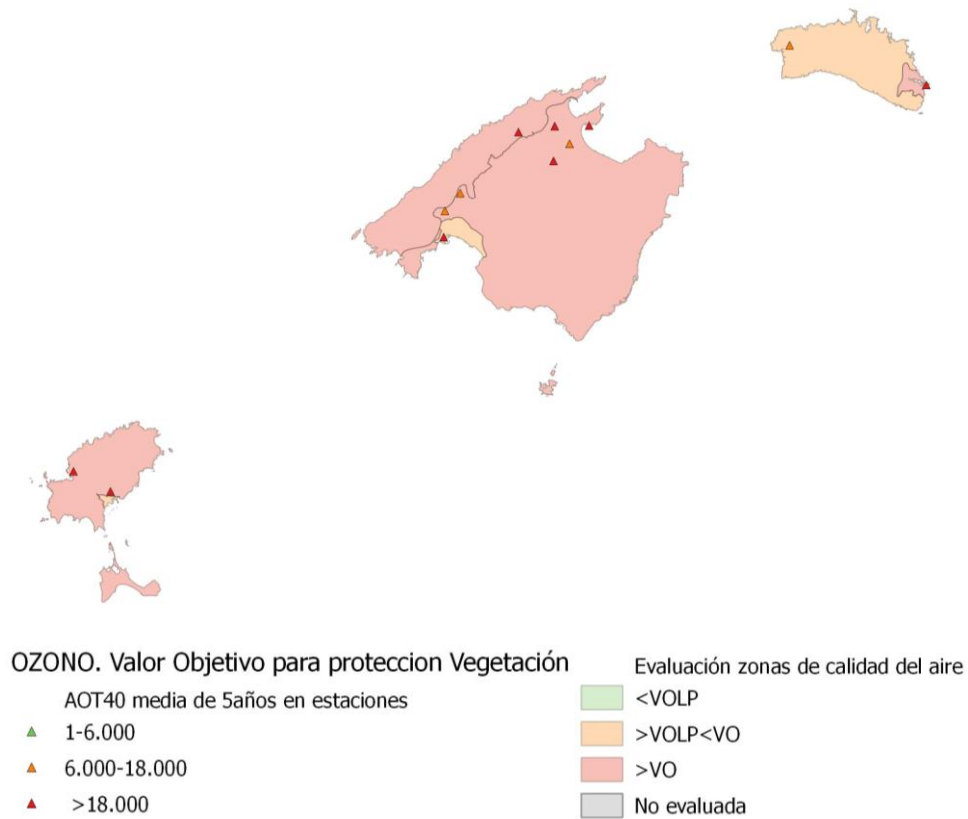 OZONO. Valor Objetivo para proteccion Vegetación
AOT40 media de 5años en estaciones
1-6.000
6.000-18.000
>18.000
Evaluación zonas de calidad del aire
<VOLP
>VOLP<VO
>VO
No evaluada